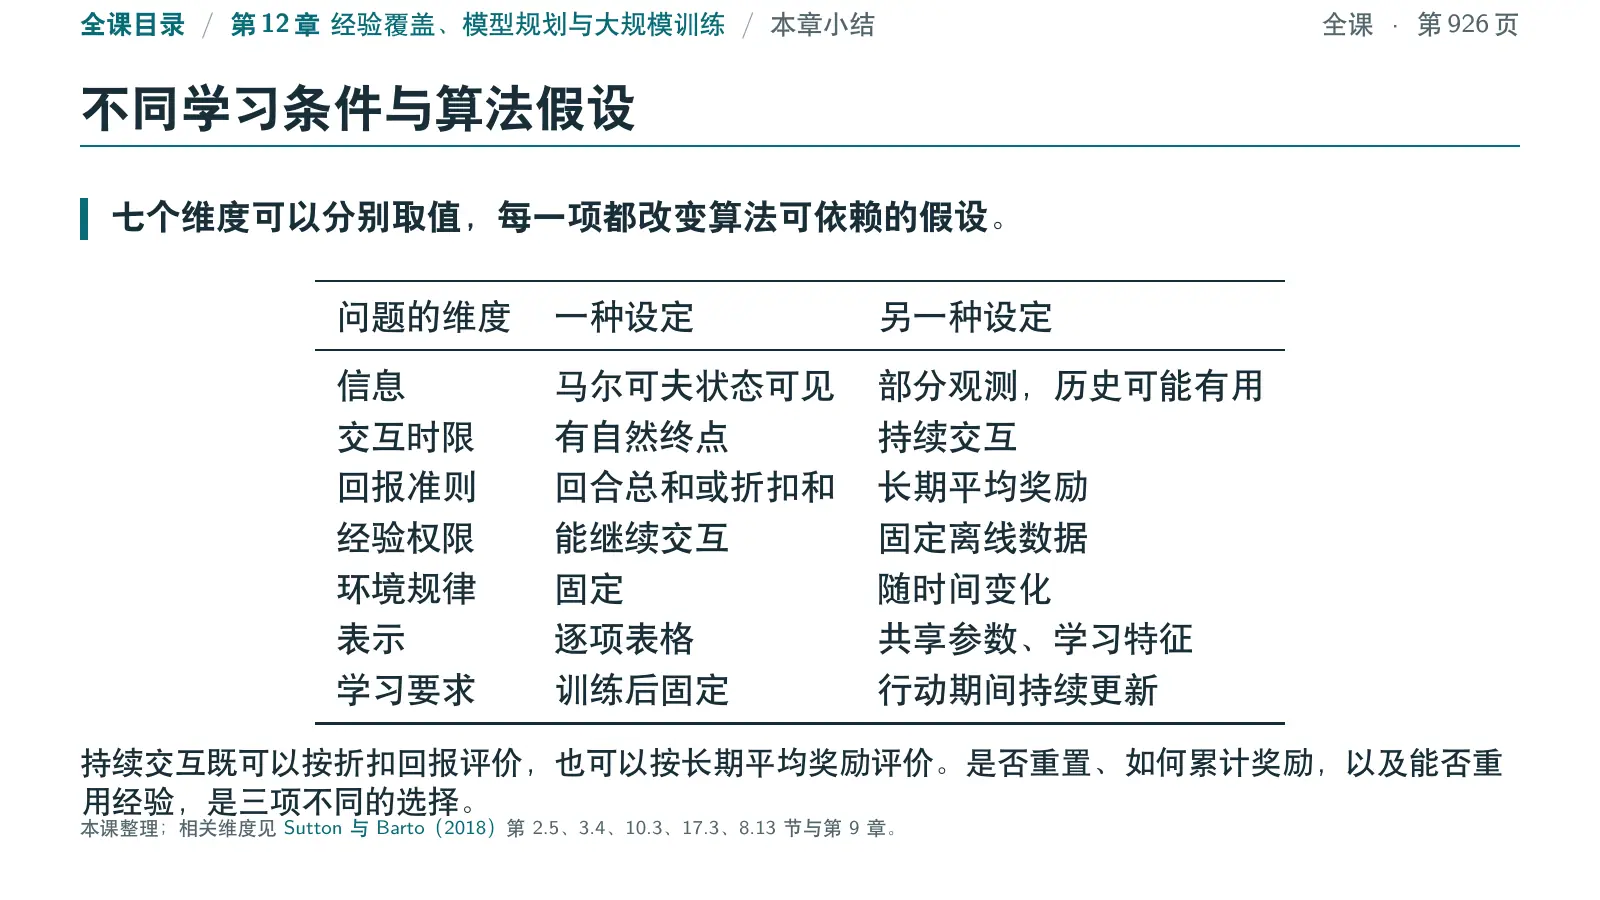 全课目录 / 第 12 章 经验覆盖、模型规划与大规模训练 / 本章小结 全课 · 第 926 页
不同学习条件与算法假设
七个维度可以分别取值，每一项都改变算法可依赖的假设。
问题的维度 一种设定 另一种设定
信息 马尔可夫状态可见 部分观测，历史可能有用
交互时限 有自然终点 持续交互
回报准则 回合总和或折扣和 长期平均奖励
经验权限 能继续交互 固定离线数据
环境规律 固定 随时间变化
表示 逐项表格 共享参数、学习特征
学习要求 训练后固定 行动期间持续更新
持续交互既可以按折扣回报评价，也可以按长期平均奖励评价。是否重置、如何累计奖励，以及能否重
用经验，是三项不同的选择。
本课整理；相关维度见 Sutton 与 Barto（2018）第 2.5、3.4、10.3、17.3、8.13 节与第 9 章。